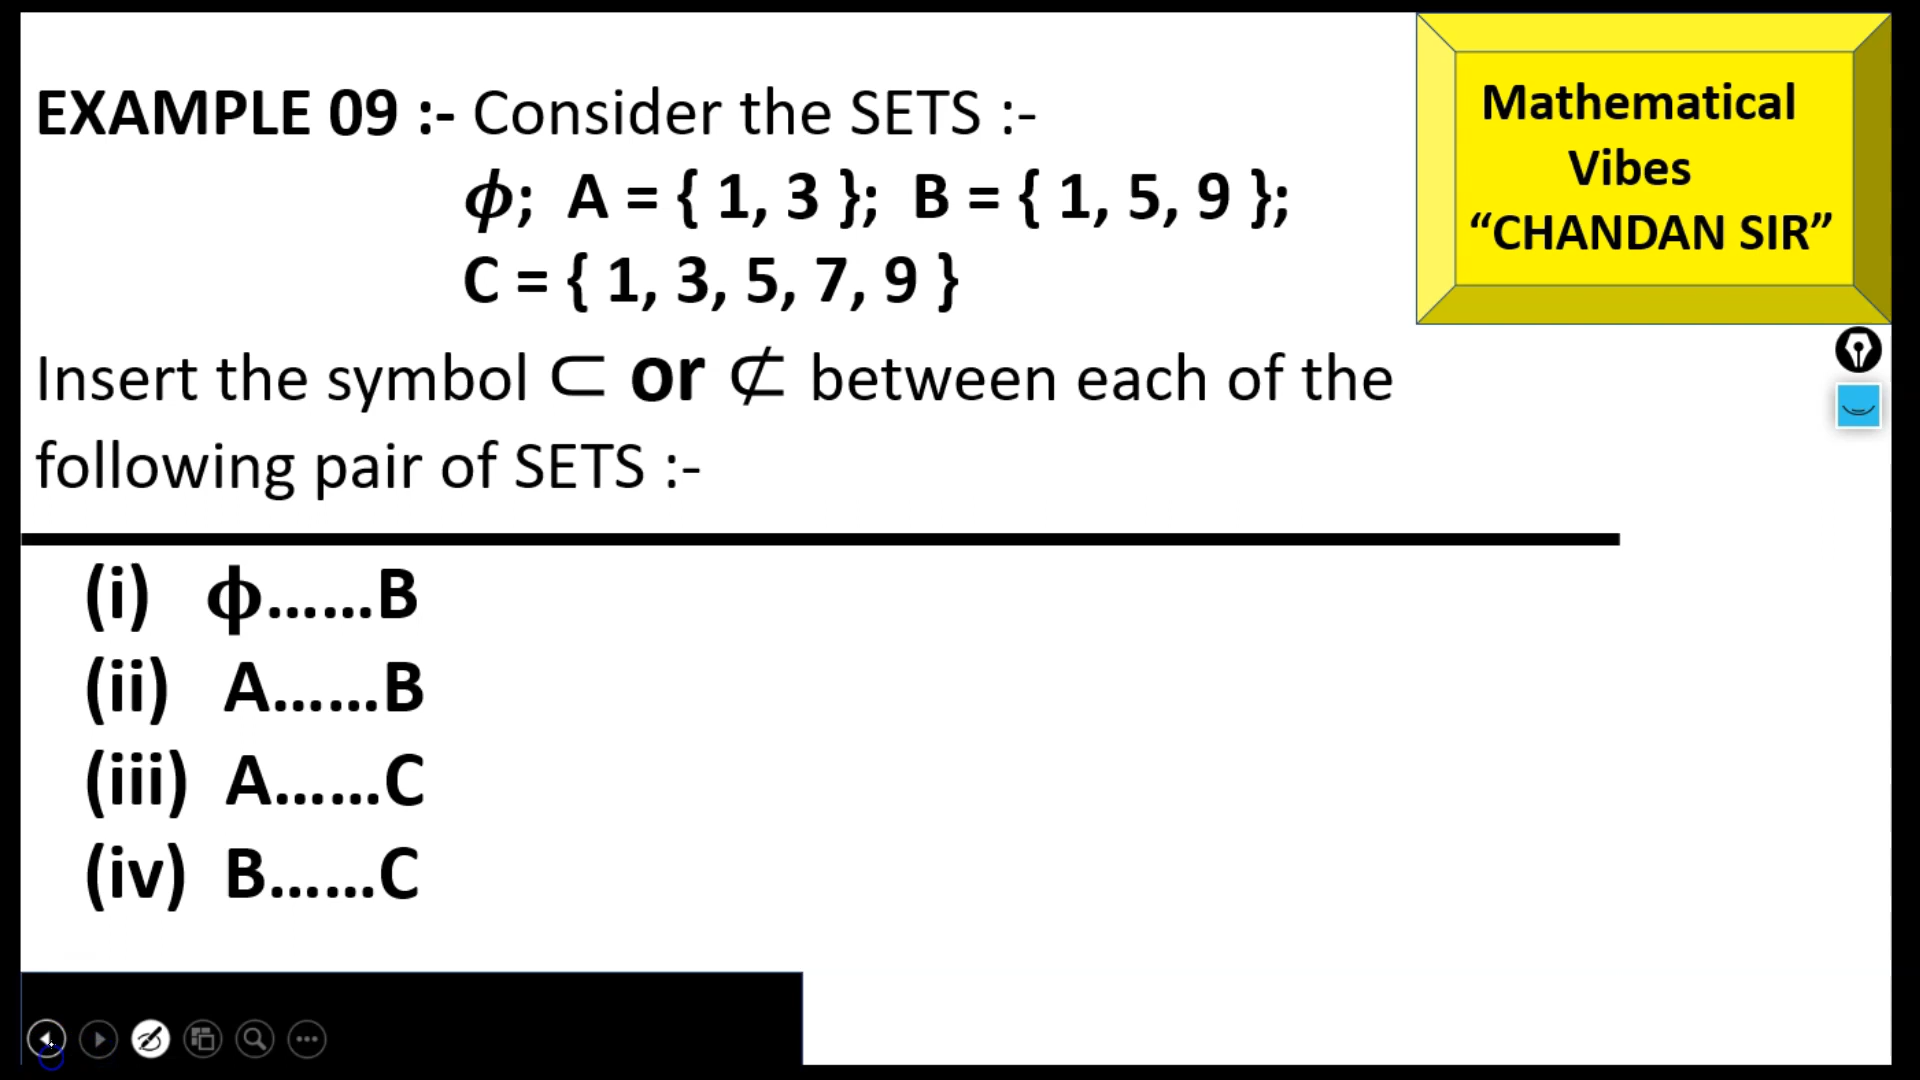 EXAMPLE 09 :- Consider the SETS :-
ϕ; A = { 1, 3 }; B = { 1, 5, 9 };
C = { 1, 3, 5, 7, 9 }
Insert the symbol ⊂ or ⊄ between each of the
following pair of SETS :-
(i) ϕ......B
(ii) A......B
(iii) A......C
(iv) B......C
Mathematical
Vibes
“CHANDAN SIR”